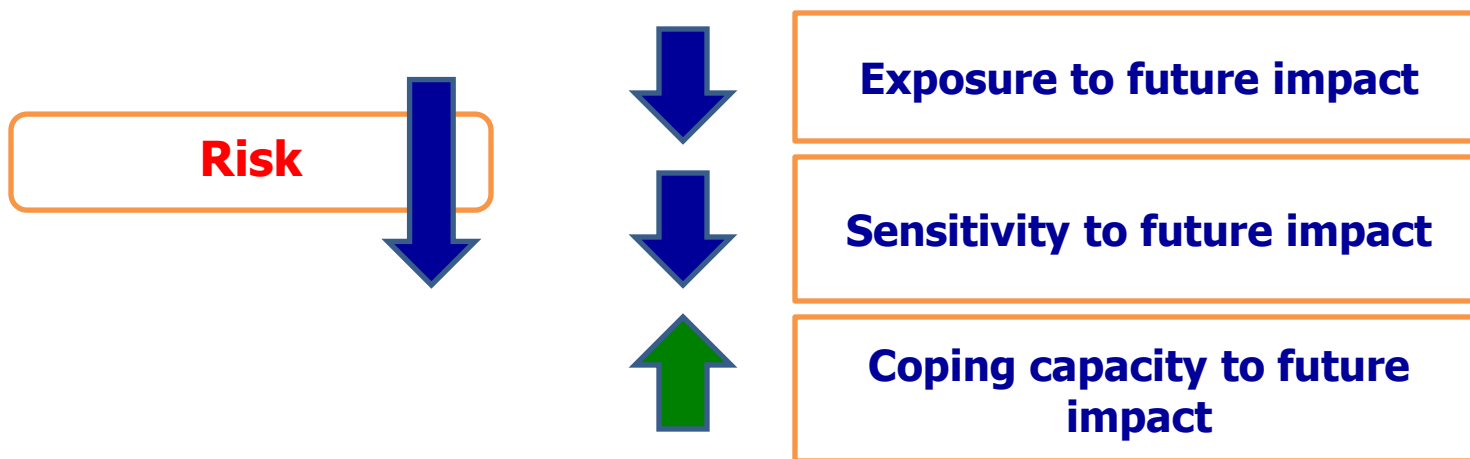 Risk
Exposure to future impact
Sensitivity to future impact
Coping capacity to future
impact